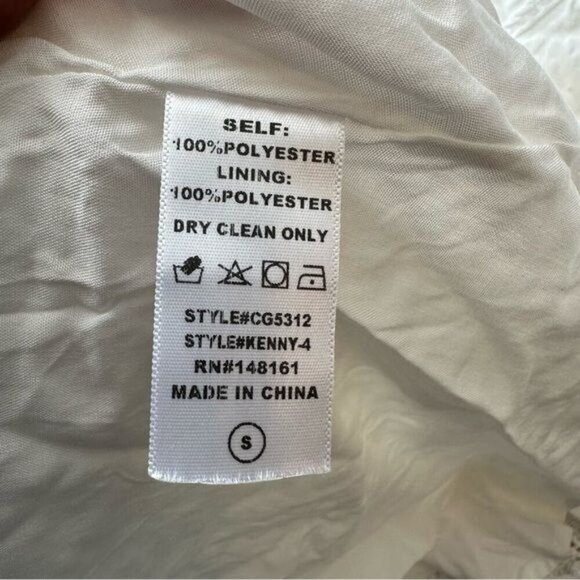 SELF:
100%POLYESTER
LINING:
100%POLYESTER
DRY CLEAN ONLY
STYLE#CG5312
STYLE#KENNY-4
RN#148161
MADE IN CHINA
S